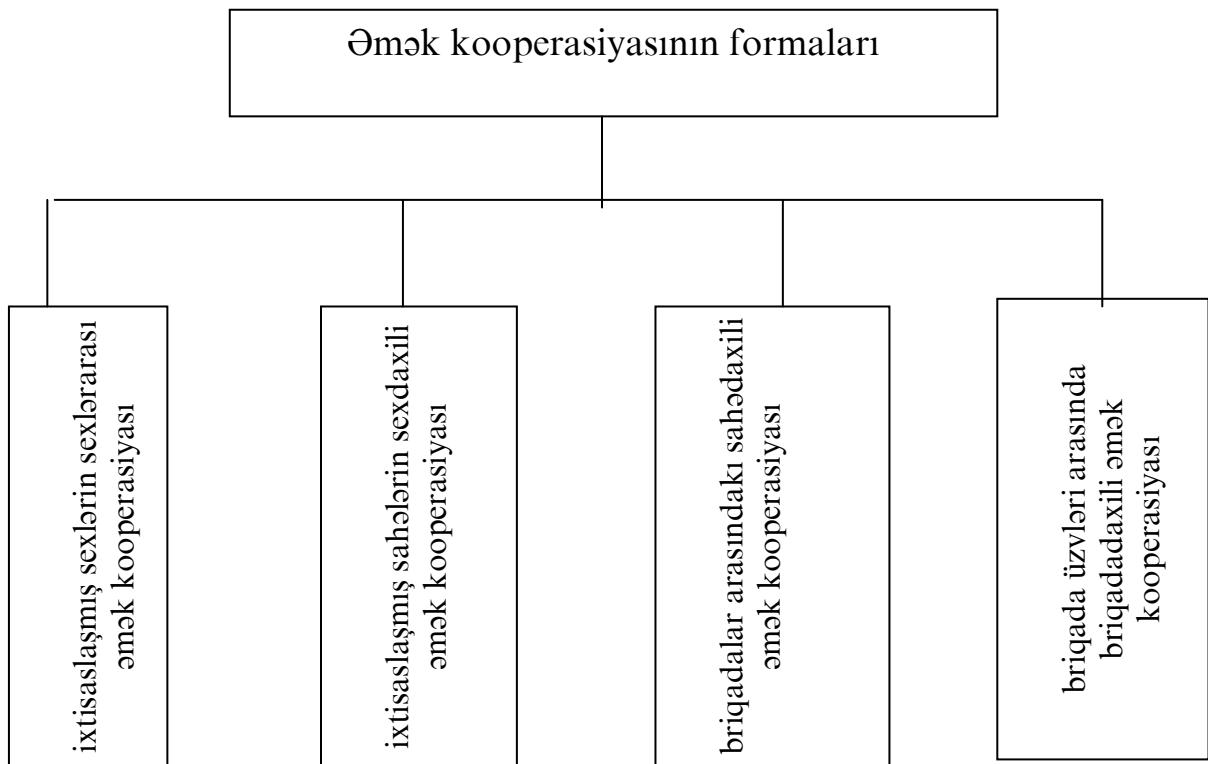 Əmək kooperasiyasının formaları
ixtisaslaşmış sexlərin sexlərarası
əmək kooperasiyası
ixtisaslaşmış sahələrin sexdaxili
əmək kooperasiyası
briqadalar arasındakı sahədaxili
əmək kooperasiyası
briqada üzvləri arasında
briqadadaxili əmək
kooperasiyası